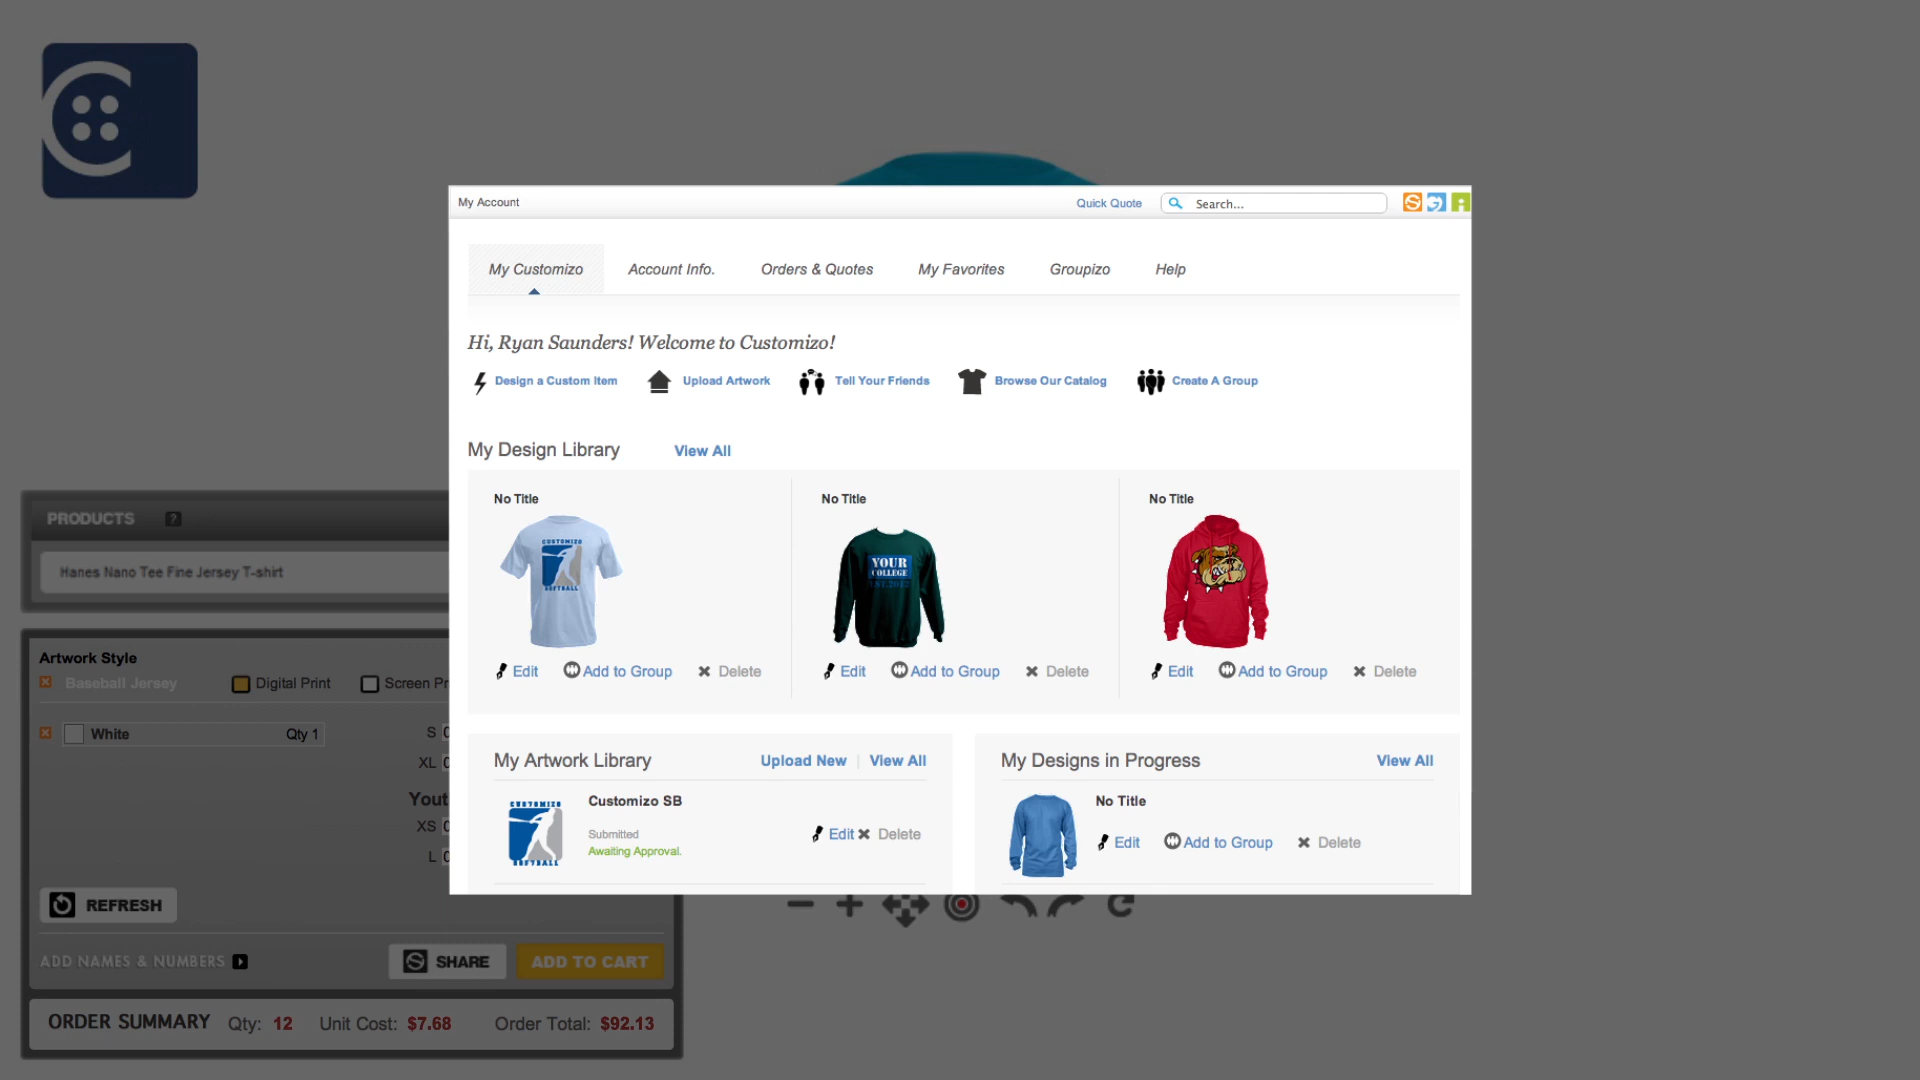 My Account
Quick Quote
Search...
My Customizo
Account Info.
Orders & Quotes
My Favorites
Groupizo
Help
Hi, Ryan Saunders! Welcome to Customizo!
Design a Custom Item
Upload Artwork
Tell Your Friends
Browse Our Catalog
Create A Group
My Design Library
View All
No Title
CUSTOMIZO
SOFTBALL
Edit
Add to Group
Delete
No Title
YOUR
COLLEGE
EST. 2012
Edit
Add to Group
Delete
No Title
Edit
Add to Group
Delete
My Artwork Library
Upload New
View All
CUSTOMIZO
SOFTBALL
Customizo SB
Submitted
Awaiting Approval.
Edit
Delete
My Designs in Progress
View All
No Title
Edit
Add to Group
Delete
PRODUCTS ?
Hanes Nano Tee Fine Jersey T-shirt
Artwork Style
Baseball Jersey
Digital Print
Screen Pr
White
Qty 1
S
XL
Yout
XS
L
REFRESH
ADD NAMES & NUMBERS
SHARE
ADD TO CART
ORDER SUMMARY
Qty: 12
Unit Cost: $7.68
Order Total: $92.13